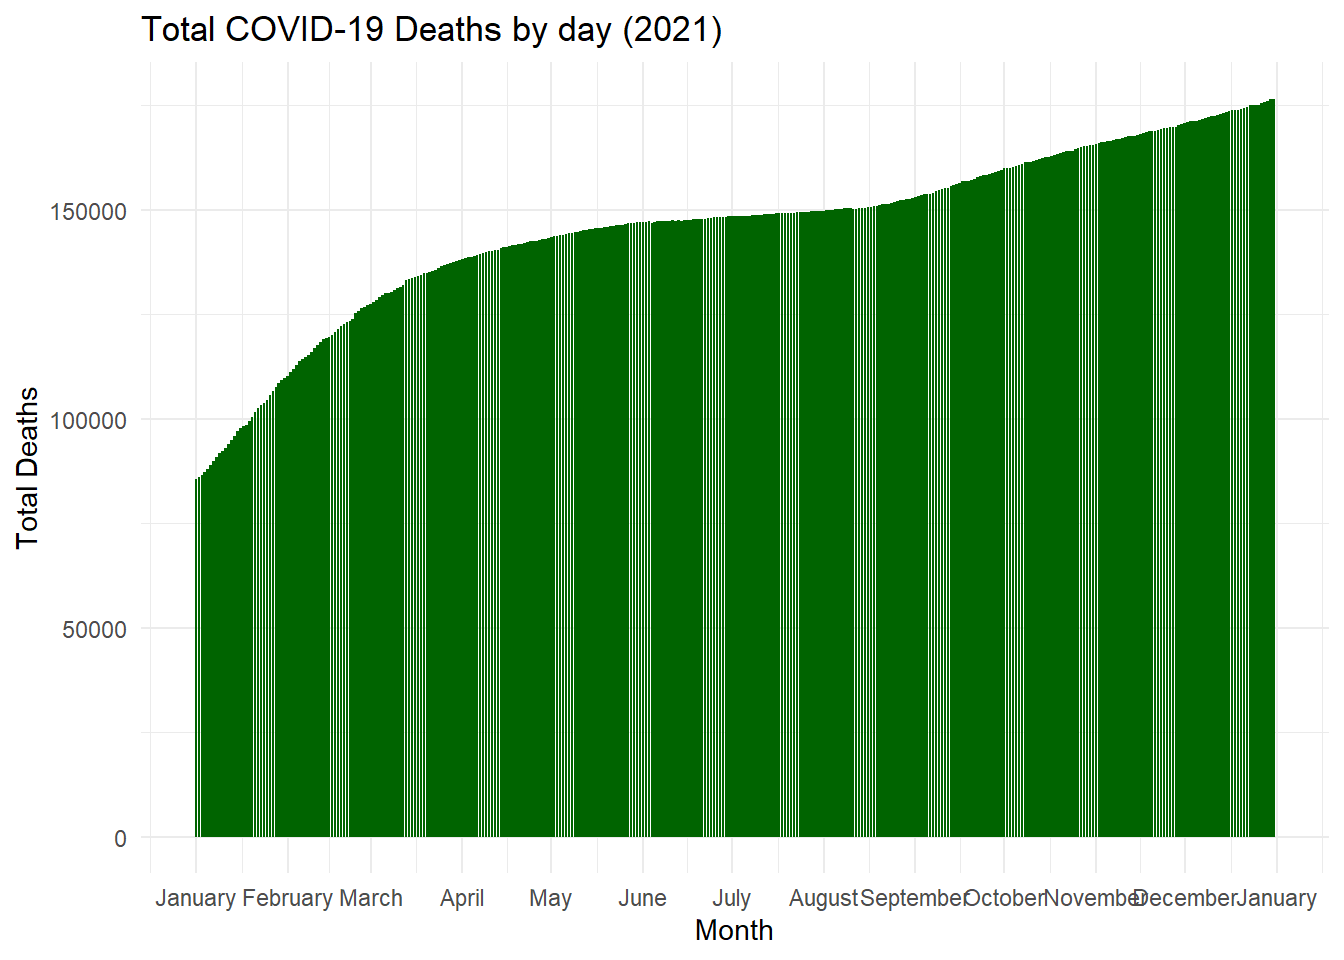 Total COVID-19 Deaths by day (2021)
Total Deaths
150000
100000
50000
0
January February March April May June July August September October November December January
Month